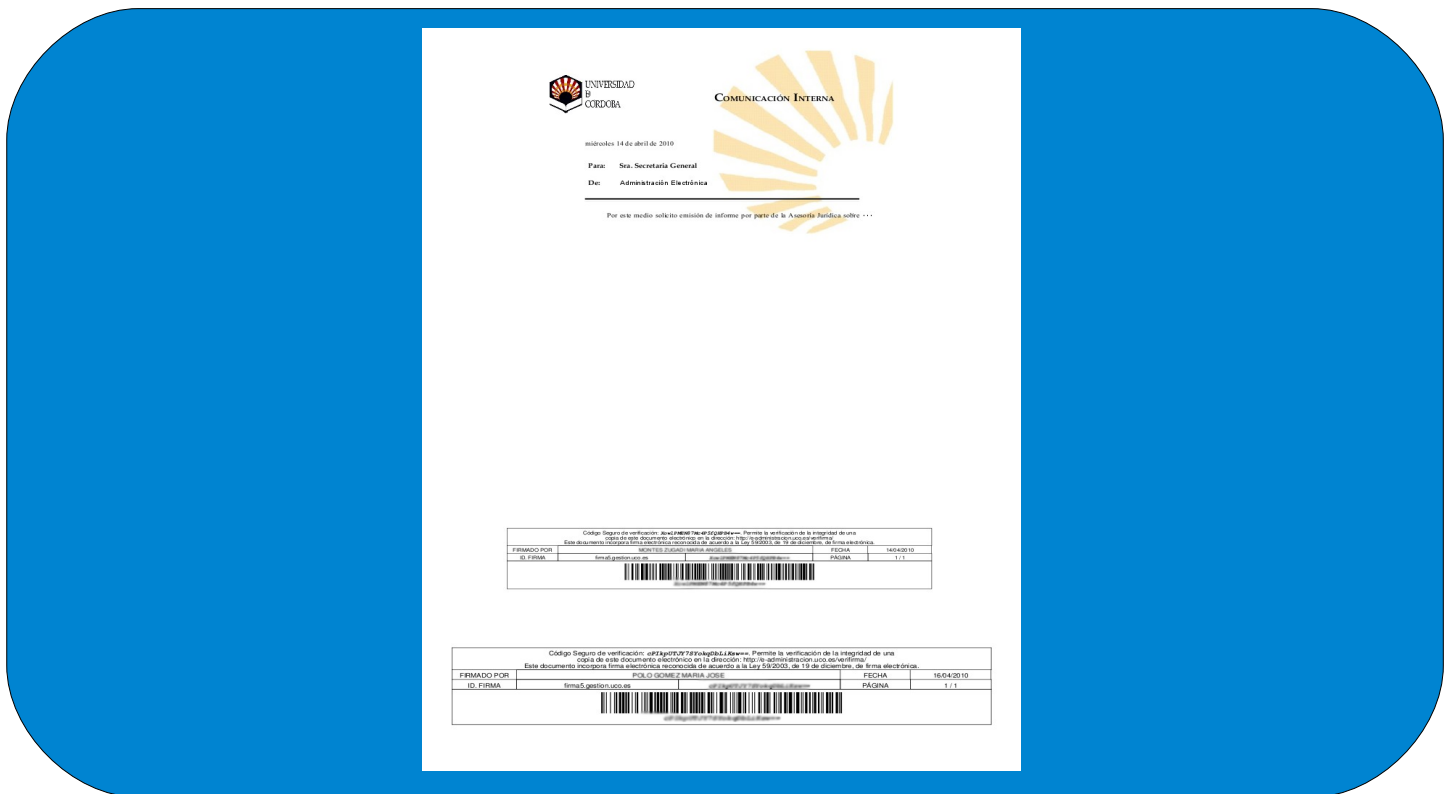 UNIVERSIDAD
Ð
CORDOBA
COMUNICACIÓN INTERNA
miércoles 14 de abril de 2010
Para: Sra. Secretaria General
De: Administración Electrónica
Por este medio solicito emisión de informe por parte de la Asesoría Jurídica sobre ···
Código Seguro de verificación: Permite la verificación de la integridad de una
copia de este documento electrónico en la dirección: http://e-administracion.uco.es/verifirma/
Este documento incorpora firma electrónica reconocida de acuerdo a la Ley 59/2003, de 19 de diciembre, de firma electrónica.
FIRMADO POR MONTES ZUGADI MARIA ANGELES FECHA 14/04/2010
ID. FIRMA firma5.gestion.uco.es PÁGINA 1 / 1
Código Seguro de verificación: cPIkpUTJY7SYokqDbLiKsw==. Permite la verificación de la integridad de una
copia de este documento electrónico en la dirección: http://e-administracion.uco.es/verifirma/
Este documento incorpora firma electrónica reconocida de acuerdo a la Ley 59/2003, de 19 de diciembre, de firma electrónica.
FIRMADO POR POLO GOMEZ MARIA JOSE FECHA 16/04/2010
ID. FIRMA firma5.gestion.uco.es PÁGINA 1 / 1